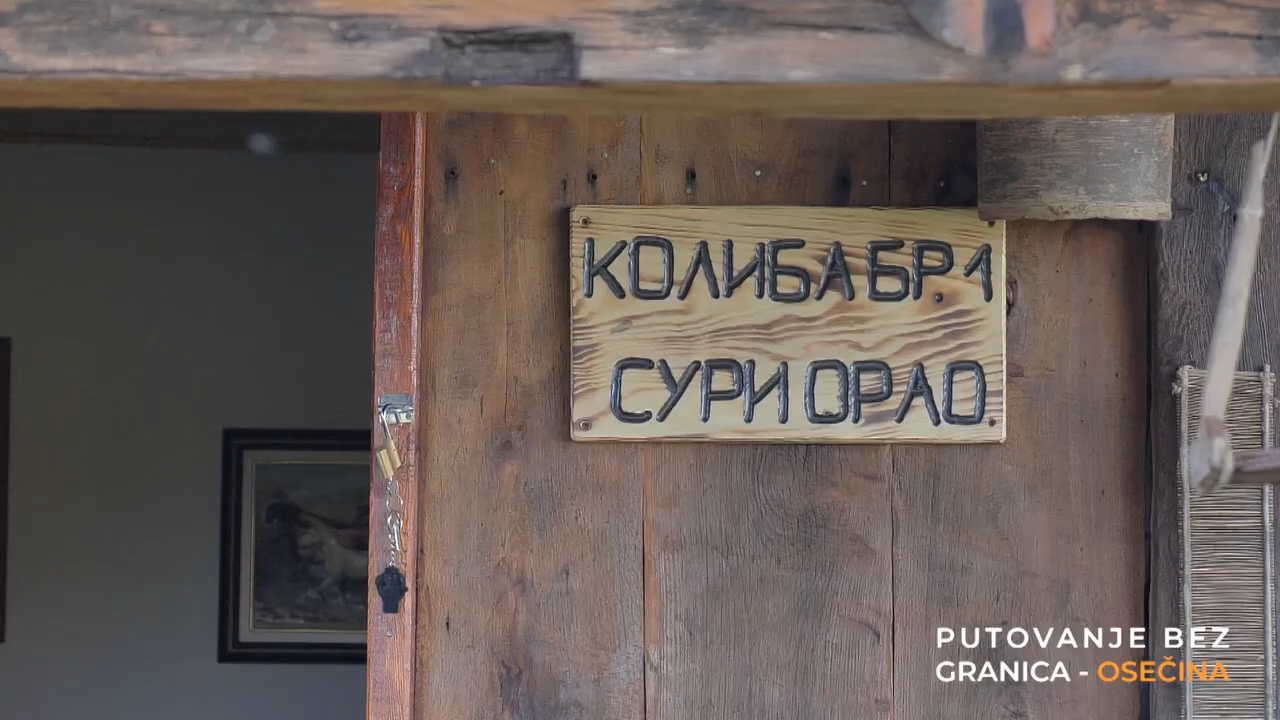 КОЛИБА БР. 1
СУРИ ОРАО
PUTOVANJE BEZ
GRANICA - OSEČINA